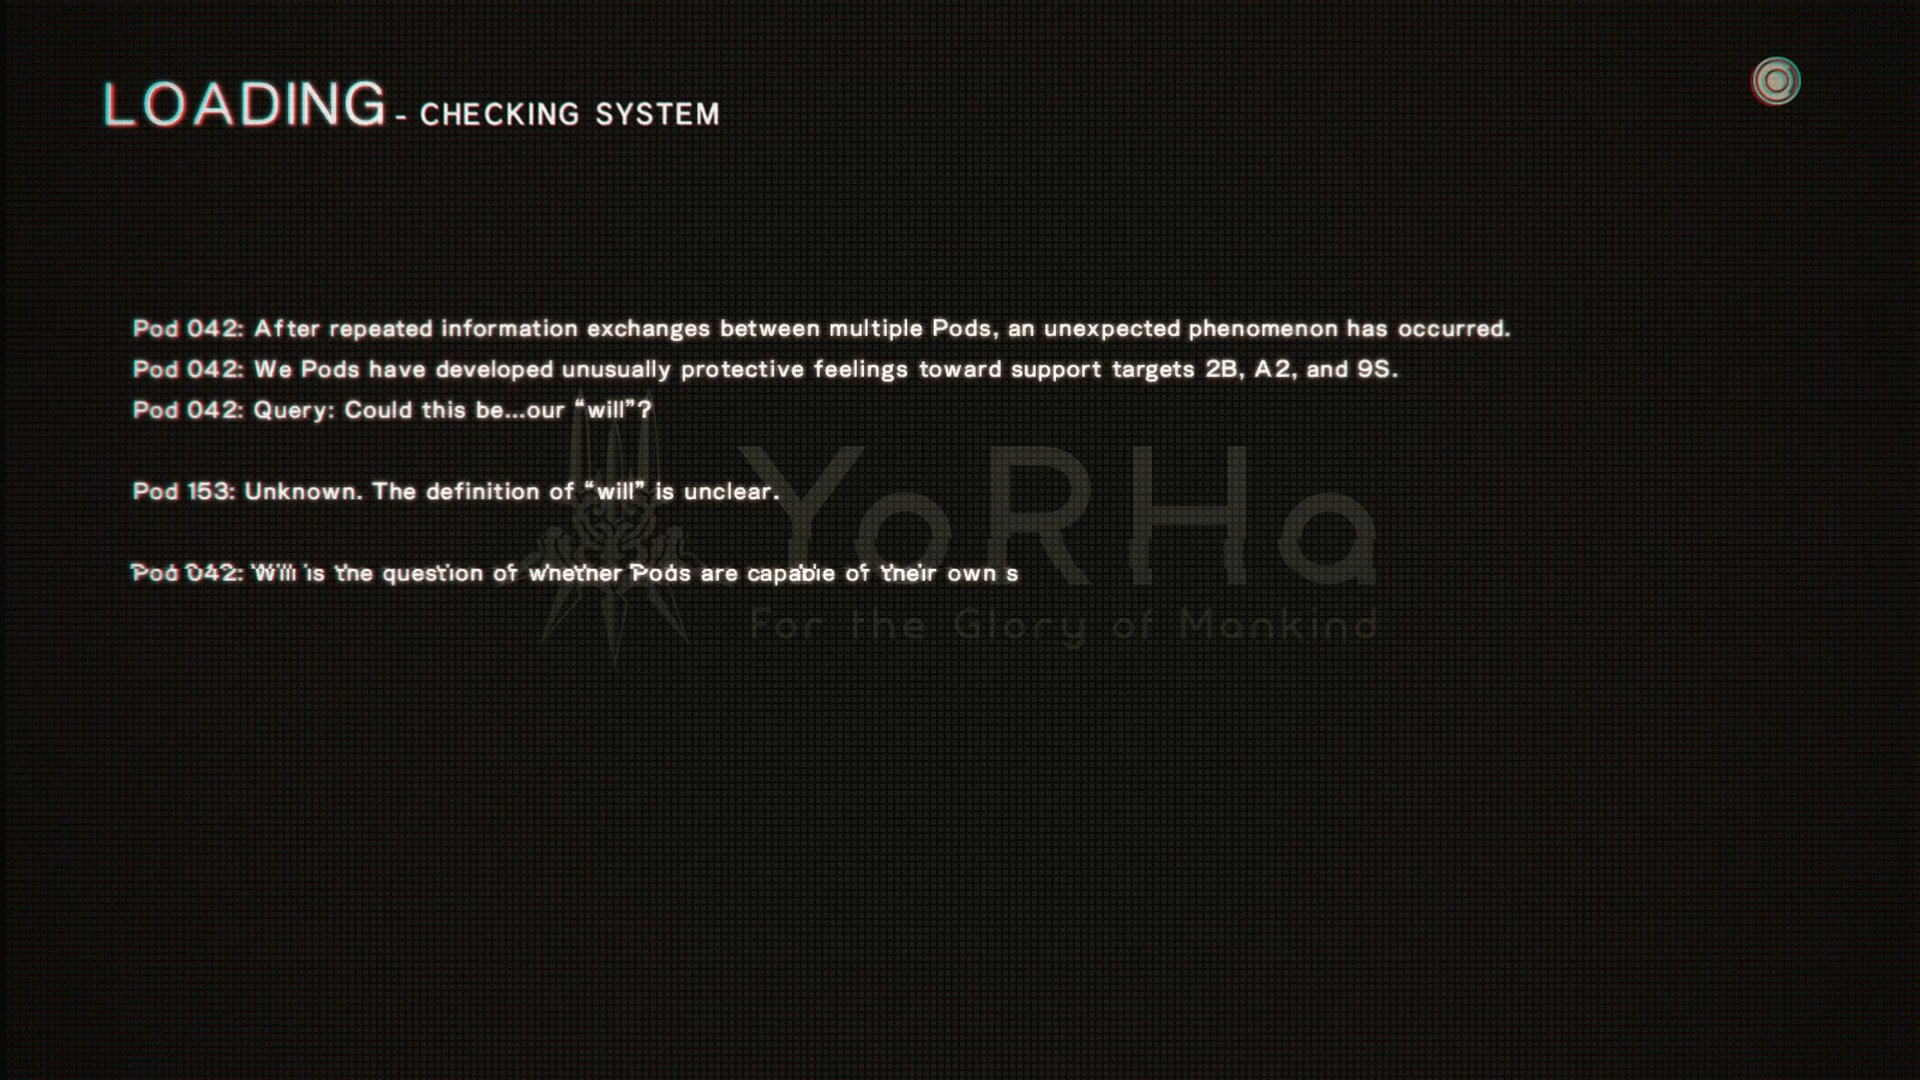 LOADING - CHECKING SYSTEM
Pod 042: After repeated information exchanges between multiple Pods, an unexpected phenomenon has occurred.
Pod 042: We Pods have developed unusually protective feelings toward support targets 2B, A2, and 9S.
Pod 042: Query: Could this be...our “will”?
Pod 153: Unknown. The definition of “will” is unclear.
Pod 042: Will is the question of whether Pods are capable of their own s
YoRHa
For the Glory of Mankind